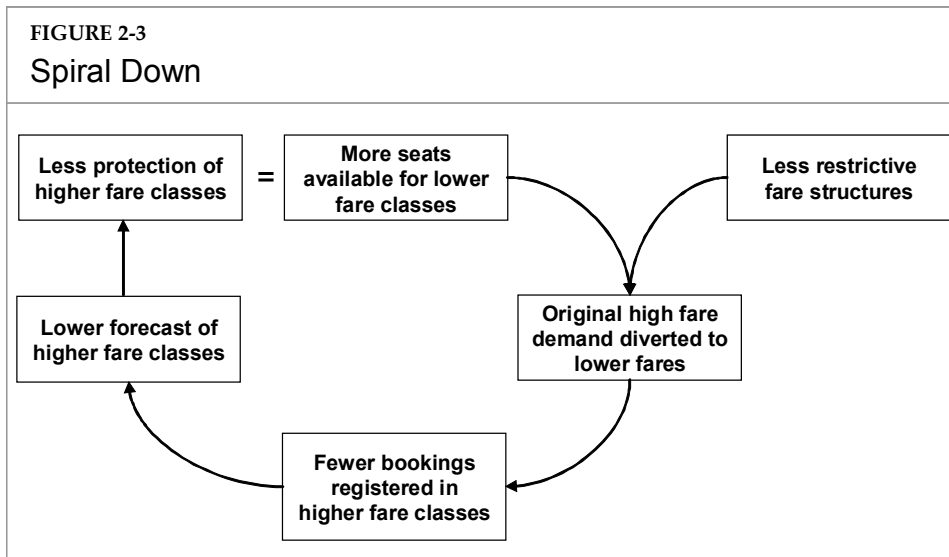 FIGURE 2-3
Spiral Down
Less protection of
higher fare classes
=
More seats
available for lower
fare classes
Less restrictive
fare structures
Lower forecast of
higher fare classes
Original high fare
demand diverted to
lower fares
Fewer bookings
registered in
higher fare classes